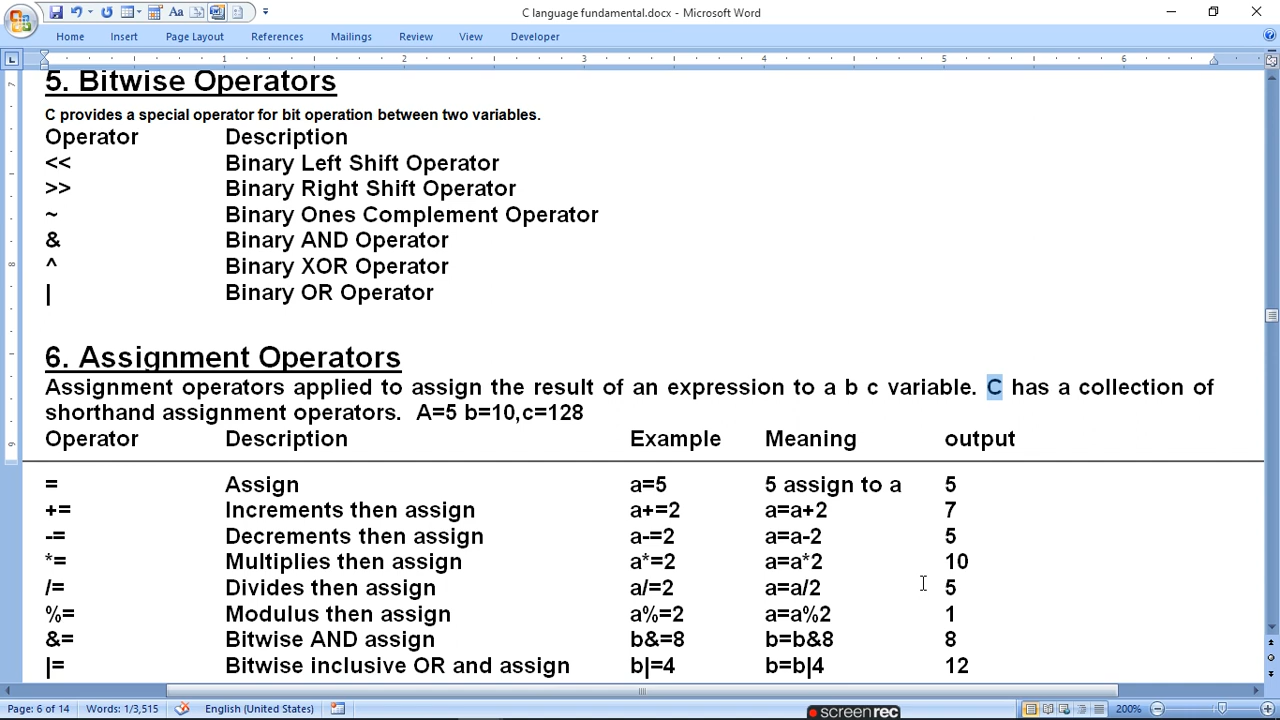 C language fundamental.docx - Microsoft Word
Home Insert Page Layout References Mailings Review View Developer
1 2 3 4 5 6
5. Bitwise Operators
C provides a special operator for bit operation between two variables.
Operator Description
<< Binary Left Shift Operator
>> Binary Right Shift Operator
~ Binary Ones Complement Operator
& Binary AND Operator
^ Binary XOR Operator
| Binary OR Operator
6. Assignment Operators
Assignment operators applied to assign the result of an expression to a b c variable. C has a collection of
shorthand assignment operators. A=5 b=10,c=128
Operator Description Example Meaning output
= Assign a=5 5 assign to a 5
+= Increments then assign a+=2 a=a+2 7
-= Decrements then assign a-=2 a=a-2 5
*= Multiplies then assign a*=2 a=a*2 10
/= Divides then assign a/=2 a=a/2 5
%= Modulus then assign a%=2 a=a%2 1
&= Bitwise AND assign b&=8 b=b&8 8
|= Bitwise inclusive OR and assign b|=4 b=b|4 12
Page: 6 of 14 Words: 1/3,515 English (United States) 200%
screenrec